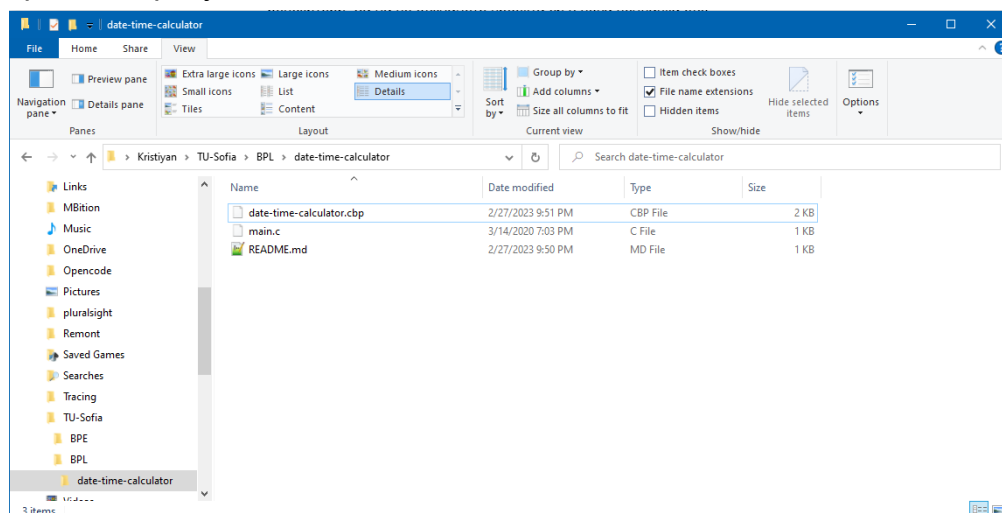 date-time-calculator
File Home Share View
Preview pane Extra large icons Large icons Medium icons Group by Item check boxes
Navigation pane Details pane Small icons List Details Sort by Add columns File name extensions Hide selected items Options
Tiles Content Size all columns to fit Hidden items
Panes Layout Current view Show/hide
Kristiyan > TU-Sofia > BPL > date-time-calculator Search date-time-calculator
Links Name Date modified Type Size
MBition date-time-calculator.cbp 2/27/2023 9:51 PM CBP File 2 KB
Music main.c 3/14/2020 7:03 PM C File 1 KB
OneDrive README.md 2/27/2023 9:50 PM MD File 1 KB
Opencode
Pictures
pluralsight
Remont
Saved Games
Searches
Tracing
TU-Sofia
BPE
BPL
date-time-calculator
Videos
3 items